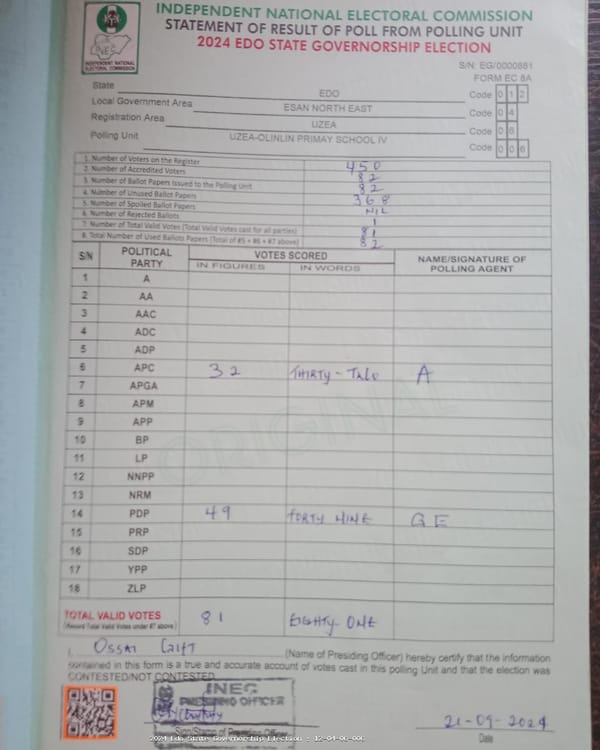 INDEPENDENT NATIONAL ELECTORAL COMMISSION
STATEMENT OF RESULT OF POLL FROM POLLING UNIT
2024 EDO STATE GOVERNORSHIP ELECTION
INEC
INDEPENDENT NATIONAL
ELECTORAL COMMISSION
S/N: EG/0000881
FORM EC 8A
State EDO Code 0 1 2
Local Government Area ESAN NORTH EAST Code 0 4
Registration Area UZEA Code 0 6
Polling Unit UZEA-OLINLIN PRIMAY SCHOOL IV Code 0 0 6
1. Number of Voters on the Register 450
2. Number of Accredited Voters 82
3. Number of Ballot Papers Issued to the Polling Unit 82
4. Number of Unused Ballot Papers 368
5. Number of Spoiled Ballot Papers NIL
6. Number of Rejected Ballots 1
7. Number of Total Valid Votes (Total Valid Votes cast for all parties) 81
8. Total Number of Used Ballots Papers (Total of #5 + #6 + #7 above) 82
S/N POLITICAL PARTY VOTES SCORED NAME/SIGNATURE OF POLLING AGENT
IN FIGURES IN WORDS
1 A
2 AA
3 AAC
4 ADC
5 ADP
6 APC 32 THIRTY-TWO A
7 APGA
8 APM
9 APP
10 BP
11 LP
12 NNPP
13 NRM
14 PDP 49 FORTY NINE GE
15 PRP
16 SDP
17 YPP
18 ZLP
TOTAL VALID VOTES 81 EIGHTY-ONE
(Record Total Valid Votes under #7 above)
I, Ossai (Name of Presiding Officer) hereby certify that the information
contained in this form is a true and accurate account of votes cast in this polling Unit and that the election was
CONTESTED/NOT CONTESTED.
INEC
PRESIDING OFFICER
Sign/Stamp of Presiding Officer
21-09-2024
Date
2024 Edo State Governorship Election - 12-04-06-006
ORIGINAL